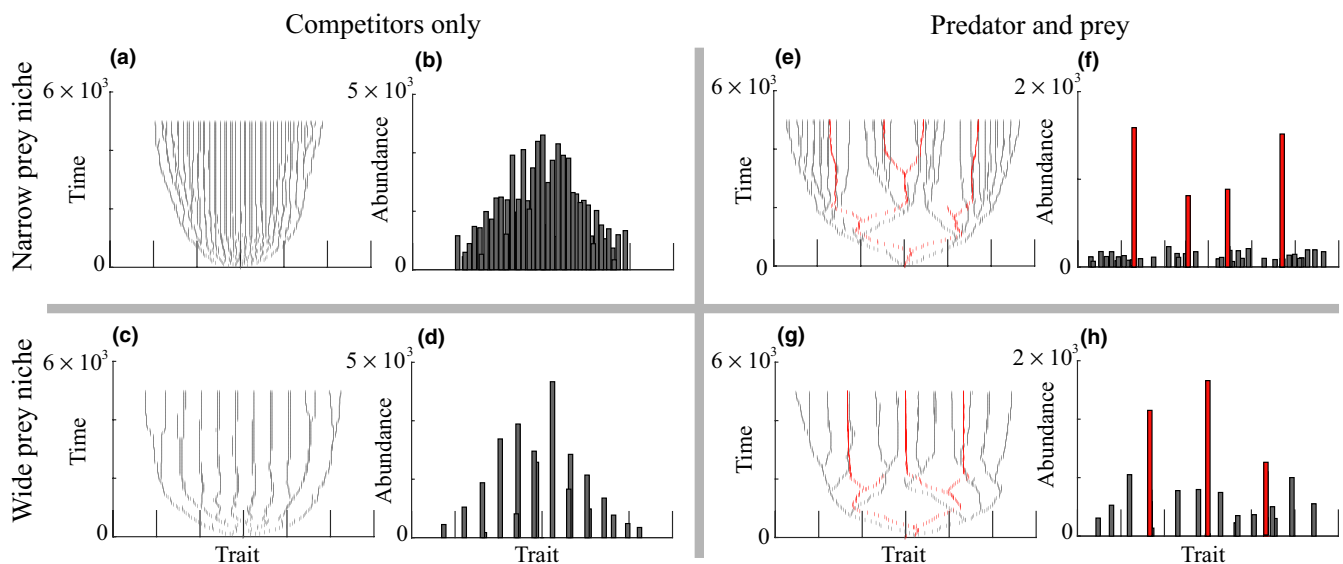 Competitors only
Predator and prey
Narrow prey niche
(a)
6 × 10³
Time
0
(b)
5 × 10³
Abundance
0
(e)
6 × 10³
Time
0
(f)
2 × 10³
Abundance
0
Wide prey niche
(c)
6 × 10³
Time
0
Trait
(d)
5 × 10³
Abundance
0
Trait
(g)
6 × 10³
Time
0
Trait
(h)
2 × 10³
Abundance
0
Trait